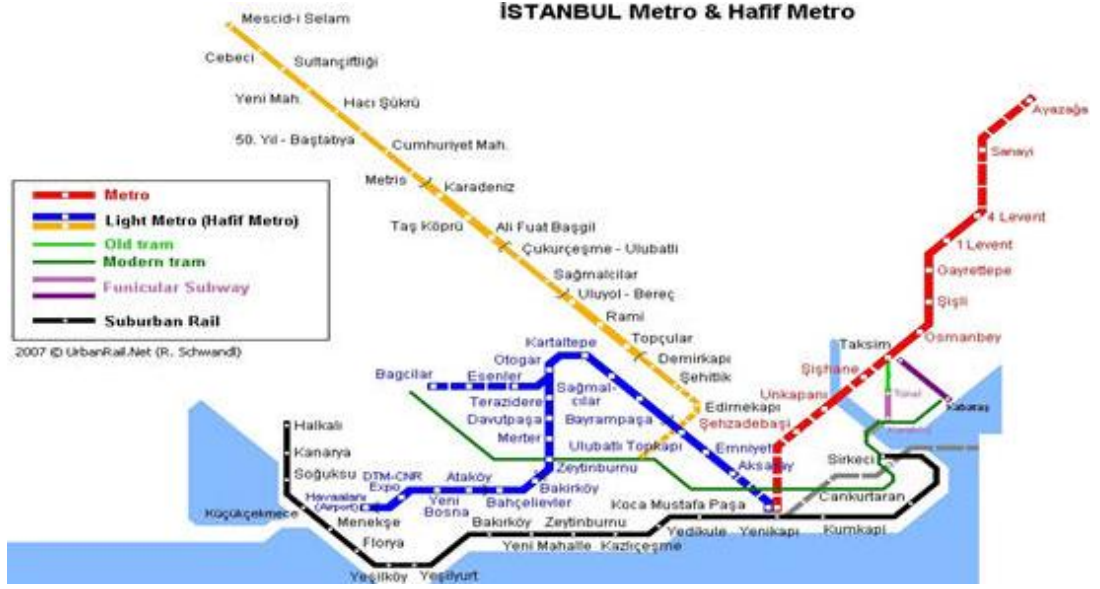 İSTANBUL Metro & Hafif Metro
Mescid-i Selam
Cebeci
Sultançiftliği
Yeni Mah.
Hacı Şükrü
50. Yıl - Baştabya
Cumhuriyet Mah.
Metris
Karadeniz
Taş Köprü
Ali Fuat Başgil
Çukurçeşme - Ulubatlı
Sağmalcilar
Uluyol - Bereç
Rami
Topçular
Demirkapı
Şehitlik
Edirnekapı
Ayazağa
Sanayi
4 Levent
1 Levent
Gayrettepe
Şişli
Osmanbey
Taksim
Şişhane
Unkapanı
Şehzadebaşı
Metro
Light Metro (Hafif Metro)
Old tram
Modern tram
Funicular Subway
Suburban Rail
2007 © UrbanRail.Net (R. Schwandl)
Kartaltepe
Otogar
Esenler
Bagcilar
Sağmal-
cılar
Terazidere
Davutpaşa
Merter
Bayrampaşa
Ulubatlı Topkapı
Emniyet
Aksaray
Zeytinburnu
Bakırköy
Bahçelievler
Ataköy
Yeni
Bosna
DTM-CNR
Expo
Havaalanı
(Airport)
Tünel
Kabataş
Sirkeci
Cankurtaran
Kumkapi
Yenikapı
Yedikule
Koca Mustafa Paşa
Kazliçeşme
Zeytinburnu
Yeni Mahalle
Bakırköy
Yeşilyurt
Yeşilköy
Florya
Menekşe
Küçükçekmece
Soğuksu
Kanarya
Halkalı